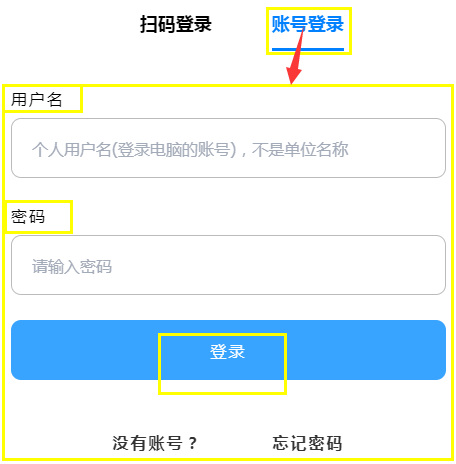 扫码登录 账号登录
用户名
个人用户名(登录电脑的账号)，不是单位名称
密码
请输入密码
登录
没有账号？ 忘记密码